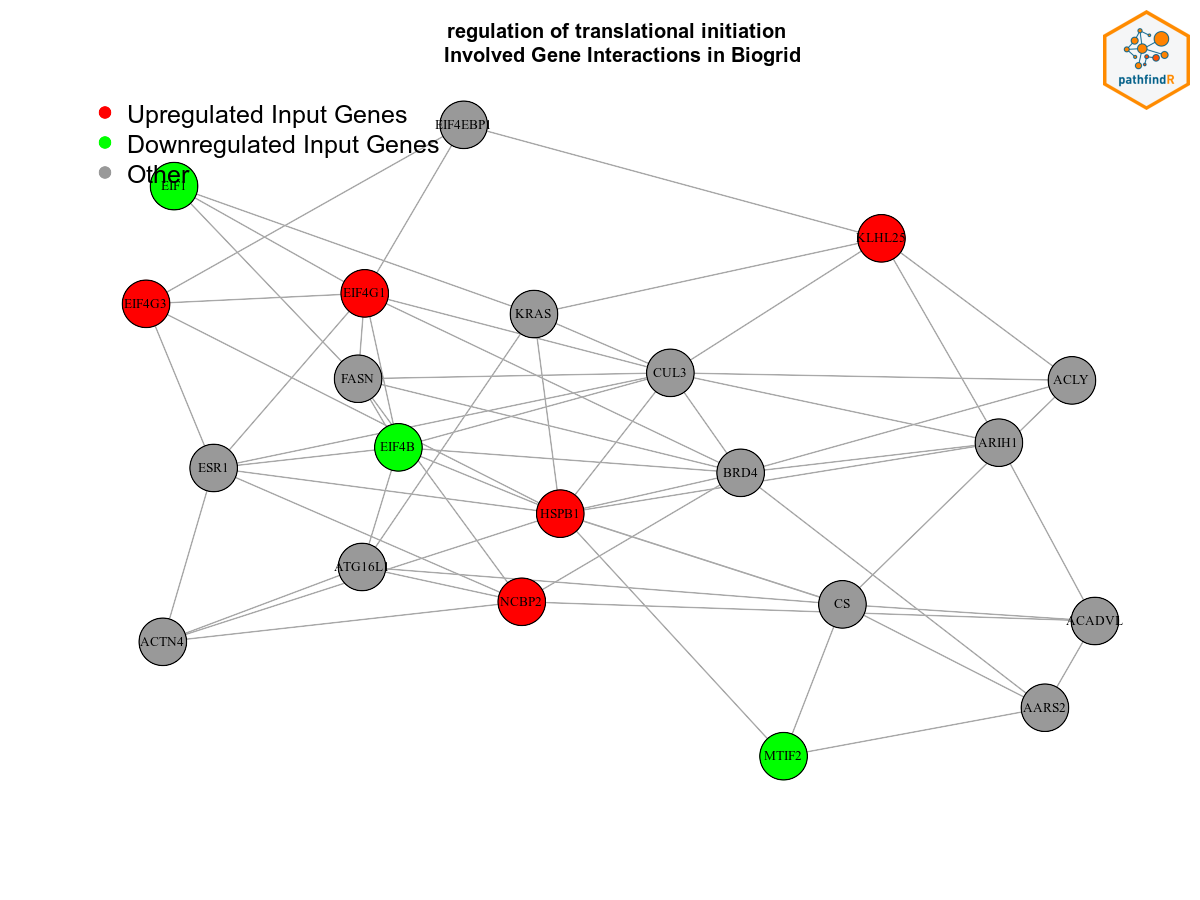 regulation of translational initiation
Involved Gene Interactions in Biogrid
pathfindR
Upregulated Input Genes
Downregulated Input Genes
Other
EIF4EBP1
EIF1
KLHL25
EIF4G3
EIF4G1
KRAS
FASN
CUL3
ACLY
EIF4B
ARIH1
ESR1
BRD4
HSPB1
ATG16L1
NCBP2
CS
ACADVL
ACTN4
AARS2
MTIF2